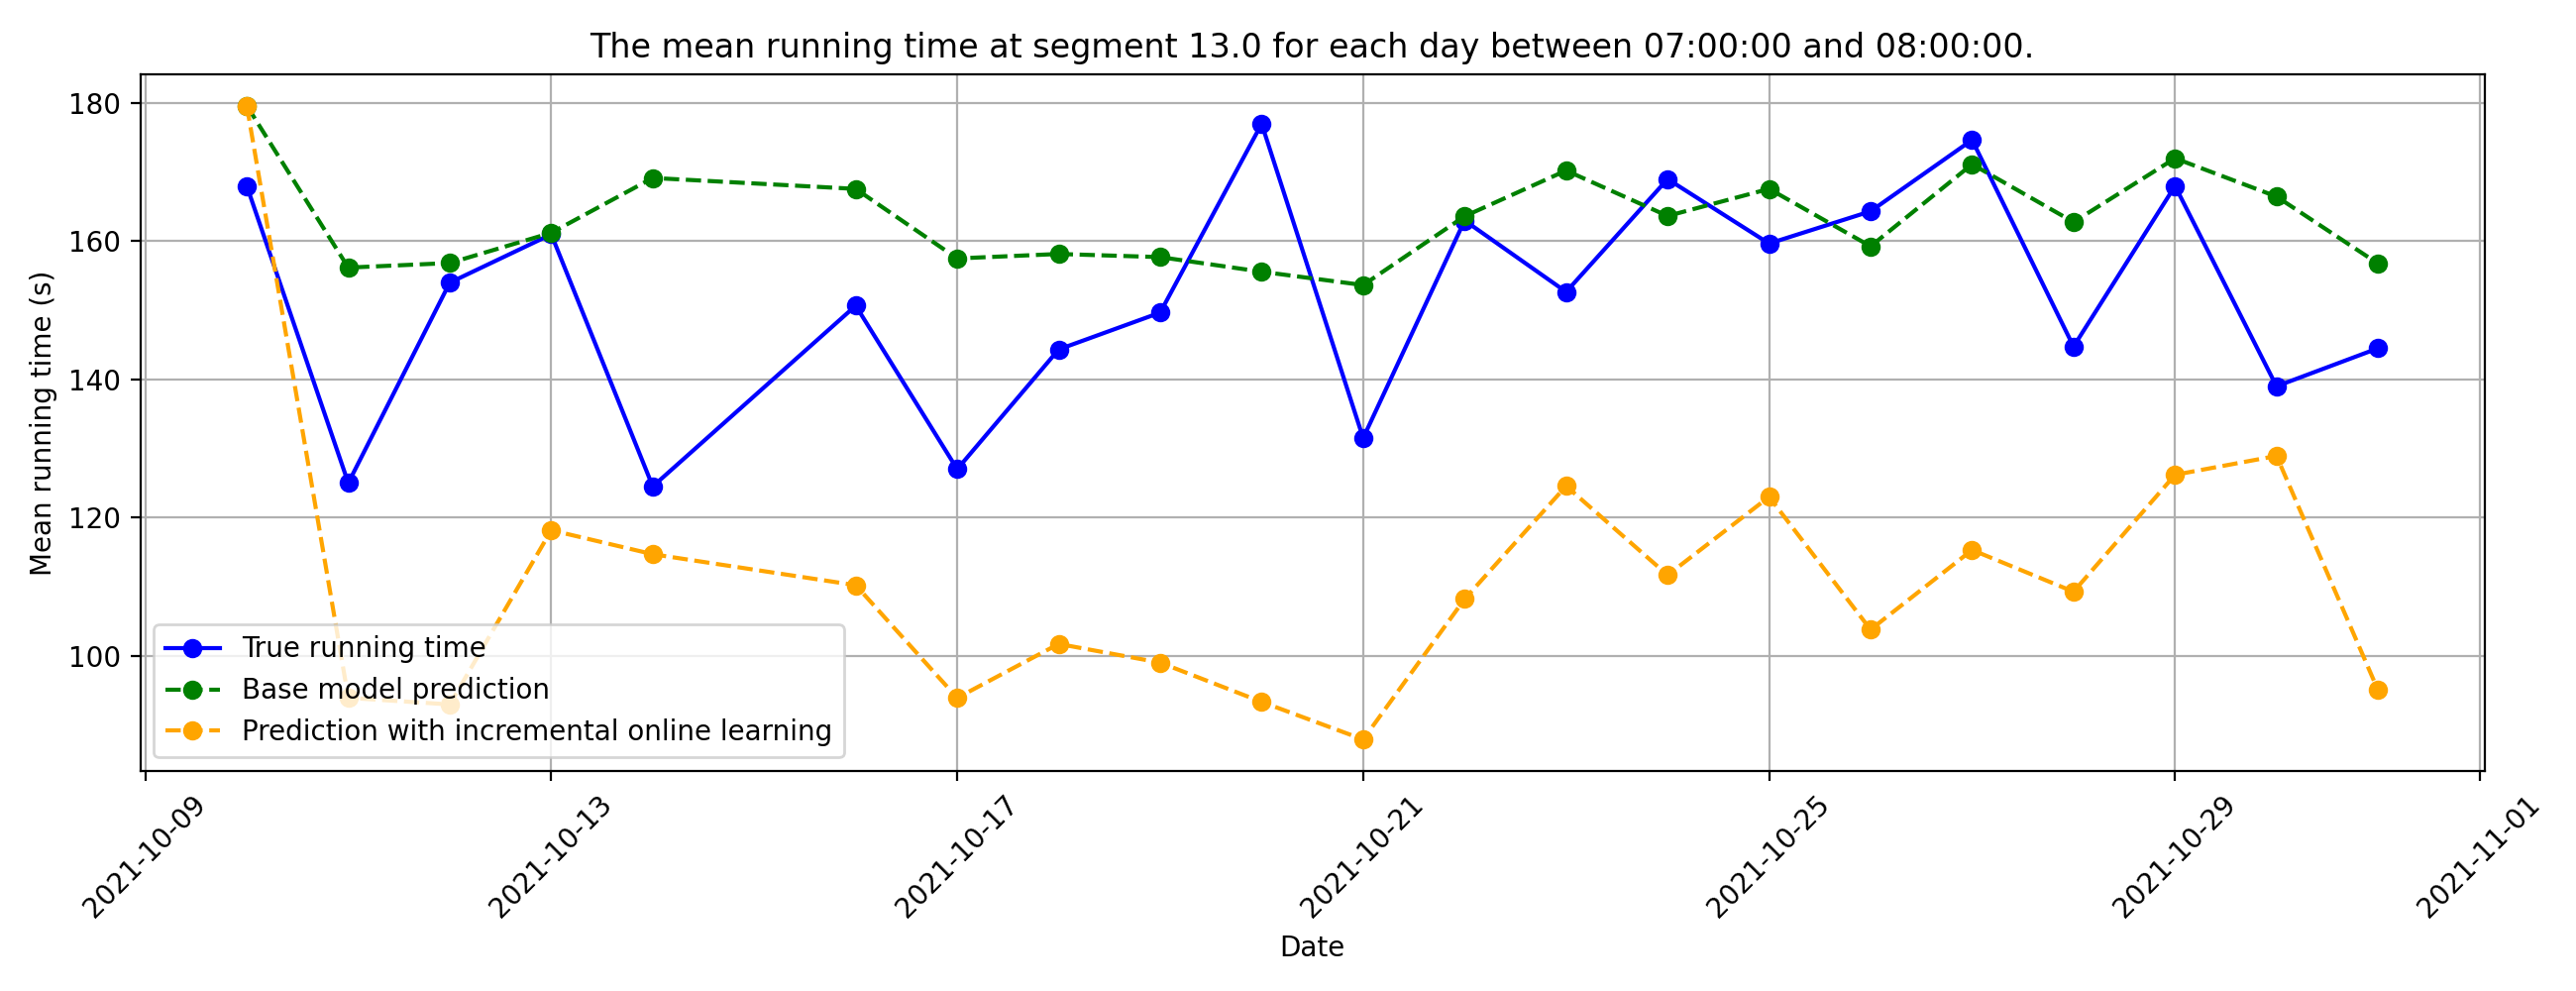 The mean running time at segment 13.0 for each day between 07:00:00 and 08:00:00.
Mean running time (s)
180
160
140
120
100
True running time
Base model prediction
Prediction with incremental online learning
2021-10-09
2021-10-13
2021-10-17
2021-10-21
2021-10-25
2021-10-29
2021-11-01
Date